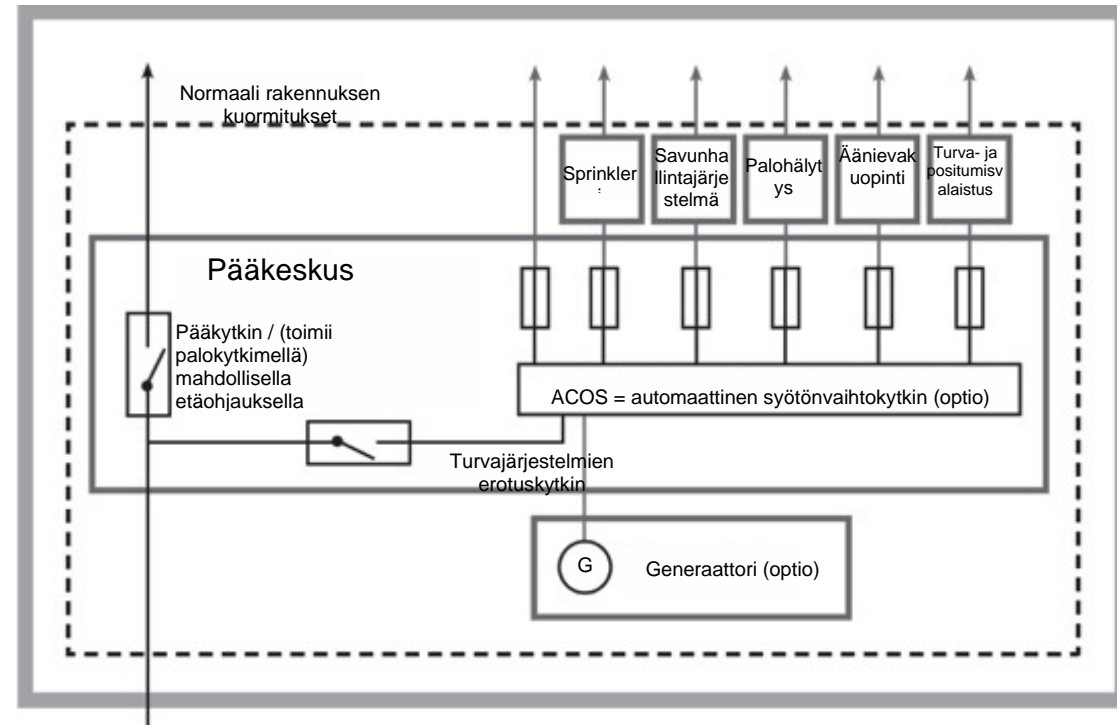 Normaali rakennuksen
kuormitukset
Sprinkler
Savunha
llintajärje
stelmä
Palohälyt
ys
Äänievak
uopinti
Turva- ja
positumisv
alaistus
Pääkeskus
Pääkytkin / (toimii
palokytkimellä)
mahdollisella
etäohjauksella
ACOS = automaattinen syötönvaihtokytkin (optio)
Turvajärjestelmien
erotuskytkin
G
Generaattori (optio)